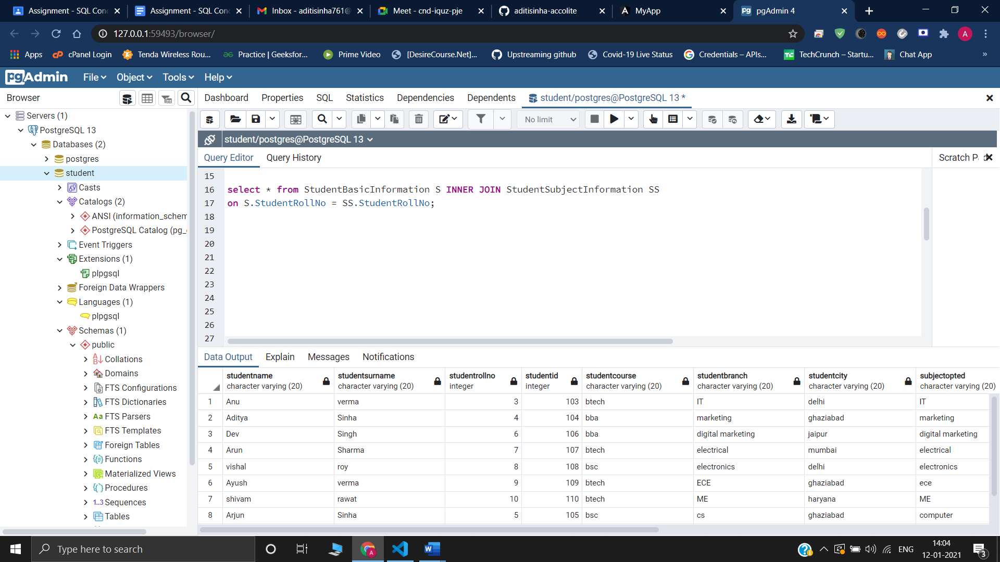 Assignment - SQL Con
Assignment - SQL Con
Inbox - aditisinha761@
Meet - cnd-iquz-pje
aditisinha-accolite
MyApp
pgAdmin 4
127.0.0.1:59493/browser/
Apps
cPanel Login
Tenda Wireless Rou...
Practice | Geeksfor...
Prime Video
[DesireCourse.Net]...
Upstreaming github
Covid-19 Live Status
Credentials – APIs...
TechCrunch – Startu...
Chat App
pgAdmin File Object Tools Help
Browser
Dashboard Properties SQL Statistics Dependencies Dependents student/postgres@PostgreSQL 13 *
No limit
student/postgres@PostgreSQL 13
Query Editor Query History
Scratch Pad
Servers (1)
PostgreSQL 13
Databases (2)
postgres
student
Casts
Catalogs (2)
ANSI (information_schem
PostgreSQL Catalog (pg_
Event Triggers
Extensions (1)
plpgsql
Foreign Data Wrappers
Languages (1)
plpgsql
Schemas (1)
public
Collations
Domains
FTS Configurations
FTS Dictionaries
FTS Parsers
FTS Templates
Foreign Tables
Functions
Materialized Views
Procedures
1..3 Sequences
Tables
15
16 select * from StudentBasicInformation S INNER JOIN StudentSubjectInformation SS
17 on S.StudentRollNo = SS.StudentRollNo;
18
19
20
21
22
23
24
25
26
27
Data Output Explain Messages Notifications
studentname studentsurname studentrollno studentid studentcourse studentbranch studentcity subjectopted
character varying (20) character varying (20) integer integer character varying (20) character varying (20) character varying (20) character varying (20)
1 Anu verma 3 103 btech IT delhi IT
2 Aditya Sinha 4 104 bba marketing ghaziabad marketing
3 Dev Singh 6 106 bba digital marketing jaipur digital marketing
4 Arun Sharma 7 107 btech electrical mumbai electrical
5 vishal roy 8 108 bsc electronics delhi electronics
6 Ayush verma 9 109 btech ECE ghaziabad ece
7 shivam rawat 10 110 btech ME haryana ME
8 Arjun Sinha 5 105 bsc cs ghaziabad computer
Type here to search
ENG
14:04
12-01-2021
3